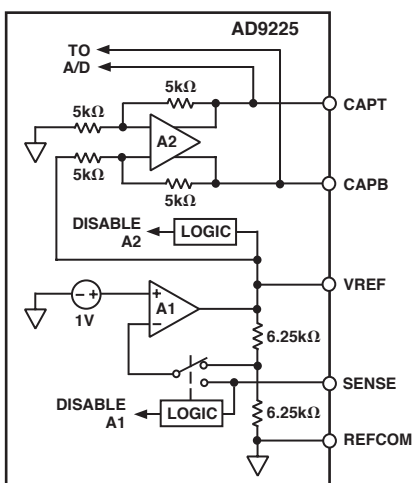 AD9225
TO
A/D
5kΩ
CAPT
5kΩ
A2
5kΩ
5kΩ
CAPB
DISABLE
A2
LOGIC
VREF
– +
1V
+
A1
–
6.25kΩ
SENSE
DISABLE
A1
LOGIC
6.25kΩ
REFCOM